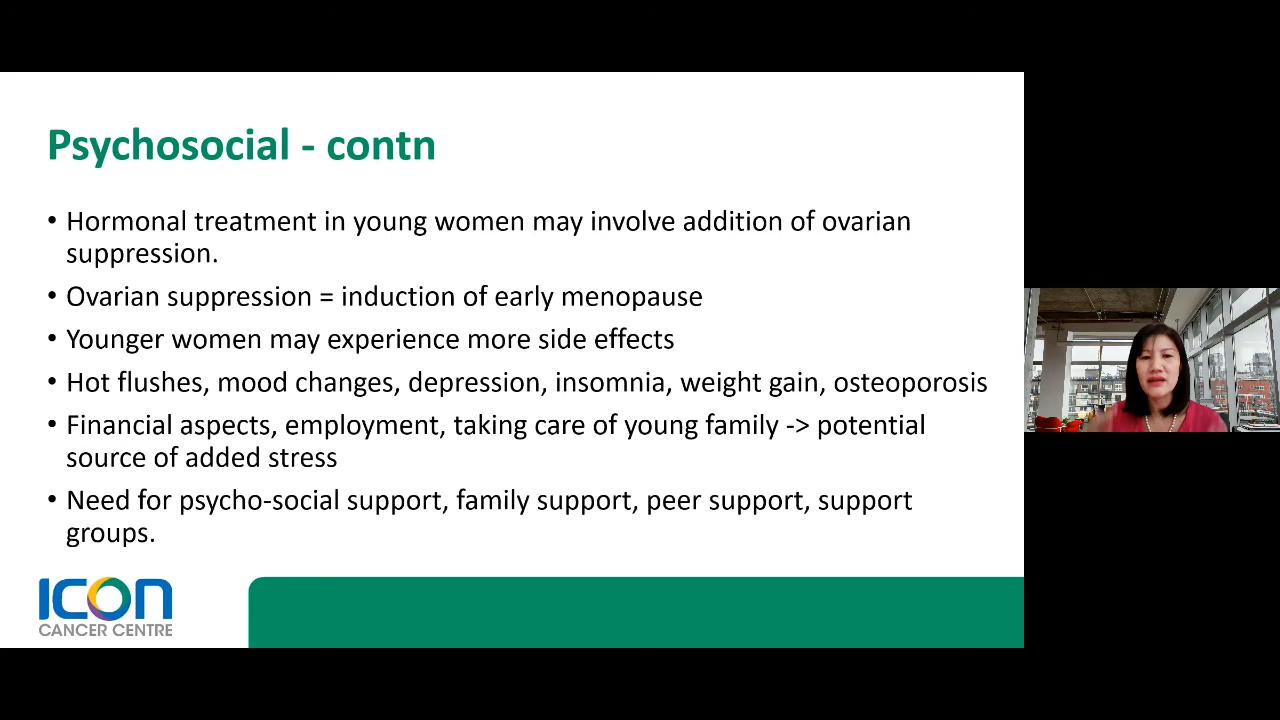 Psychosocial - contn
• Hormonal treatment in young women may involve addition of ovarian
suppression.
• Ovarian suppression = induction of early menopause
• Younger women may experience more side effects
• Hot flushes, mood changes, depression, insomnia, weight gain, osteoporosis
• Financial aspects, employment, taking care of young family -> potential
source of added stress
• Need for psycho-social support, family support, peer support, support
groups.
ICON
CANCER CENTRE